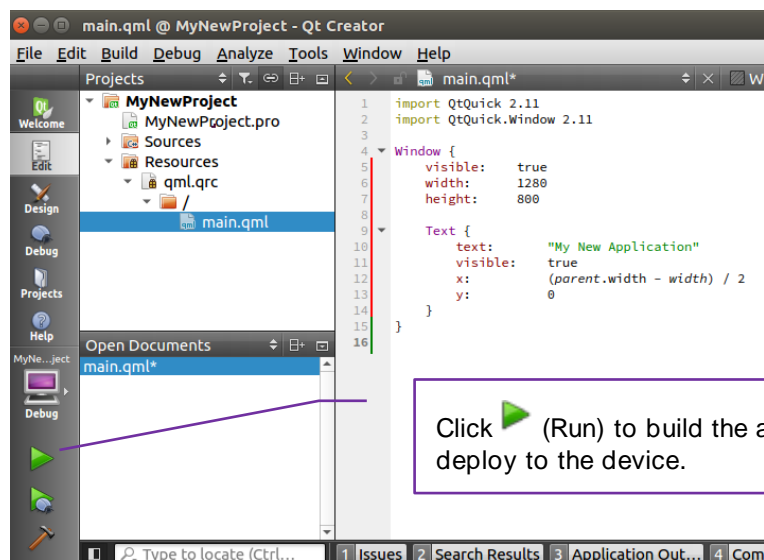 main.qml @ MyNewProject - Qt Creator
File Edit Build Debug Analyze Tools Window Help
Projects
main.qml*
Welcome
Edit
Design
Debug
Projects
Help
MyNe...ject
Debug
MyNewProject
MyNewProject.pro
Sources
Resources
qml.qrc
/
main.qml
Open Documents
main.qml*
1 import QtQuick 2.11
2 import QtQuick.Window 2.11
3
4 Window {
5 visible: true
6 width: 1280
7 height: 800
8
9 Text {
10 text: "My New Application"
11 visible: true
12 x: (parent.width - width) / 2
13 y: 0
14 }
15 }
16
Click (Run) to build the a
deploy to the device.
Type to locate (Ctrl...
1 Issues 2 Search Results 3 Application Out... 4 Com